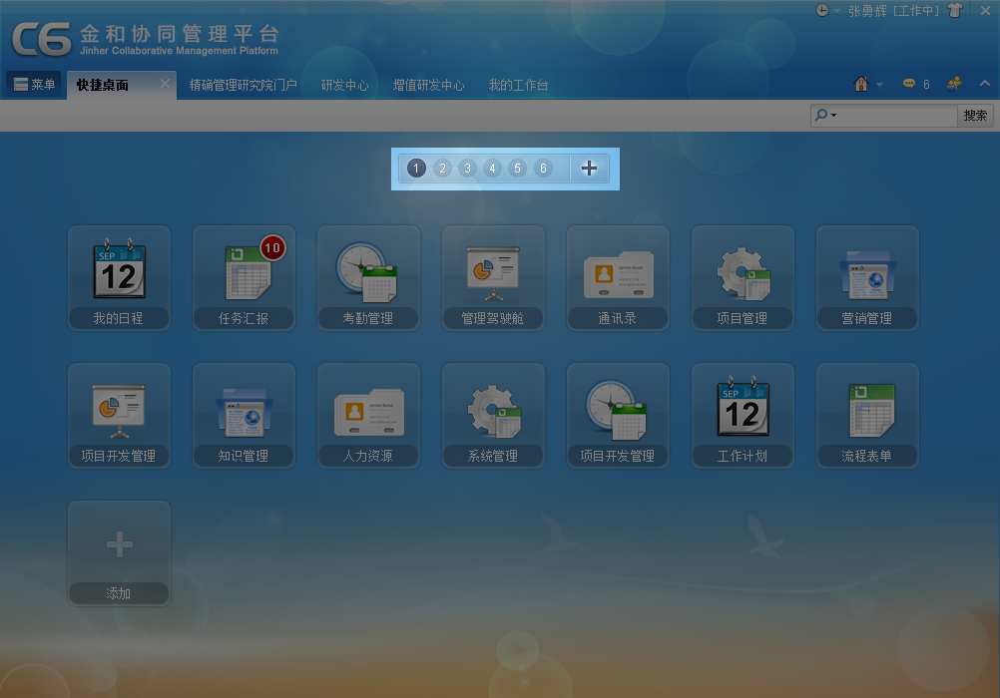 张勇辉 [工作中]
C6 金和协同管理平台
Jinher Collaborative Management Platform
菜单 快捷桌面 精确管理研究院门户 研发中心 增值研发中心 我的工作台 6
搜索
1 2 3 4 5 6
SEP 12
10
James Bond
我的日程 任务汇报 考勤管理 管理驾驶舱 通讯录 项目管理 营销管理
James Bond
SEP 12
项目开发管理 知识管理 人力资源 系统管理 项目开发管理 工作计划 流程表单
添加